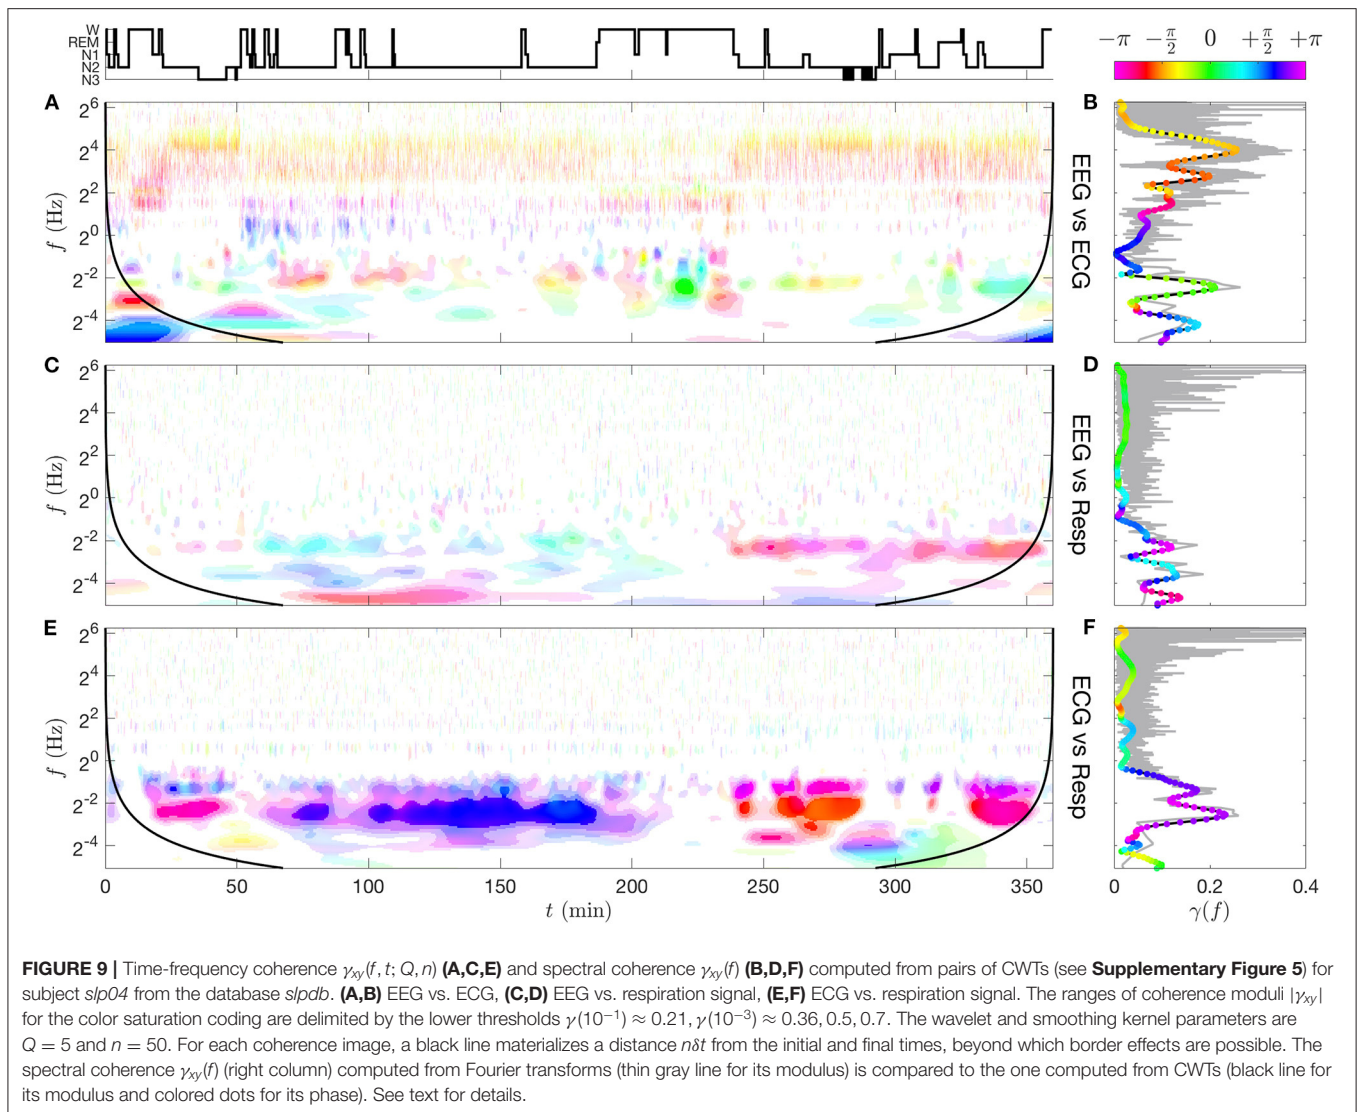 W
REM
N1
N2
N3
−π −π/2 0 +π/2 +π
A
2^6
2^4
2^2
2^0
2^-2
2^-4
f (Hz)
B
EEG vs ECG
C
2^6
2^4
2^2
2^0
2^-2
2^-4
f (Hz)
D
EEG vs Resp
E
2^6
2^4
2^2
2^0
2^-2
2^-4
f (Hz)
F
ECG vs Resp
0 50 100 150 200 250 300 350
t (min)
0 0.2 0.4
γ(f)
FIGURE 9 | Time-frequency coherence γxy(f, t; Q, n) (A,C,E) and spectral coherence γxy(f) (B,D,F) computed from pairs of CWTs (see Supplementary Figure 5) for
subject slp04 from the database slpdb. (A,B) EEG vs. ECG, (C,D) EEG vs. respiration signal, (E,F) ECG vs. respiration signal. The ranges of coherence moduli |γxy|
for the color saturation coding are delimited by the lower thresholds γ(10^−1) ≈ 0.21, γ(10^−3) ≈ 0.36, 0.5, 0.7. The wavelet and smoothing kernel parameters are
Q = 5 and n = 50. For each coherence image, a black line materializes a distance nδt from the initial and final times, beyond which border effects are possible. The
spectral coherence γxy(f) (right column) computed from Fourier transforms (thin gray line for its modulus) is compared to the one computed from CWTs (black line for
its modulus and colored dots for its phase). See text for details.